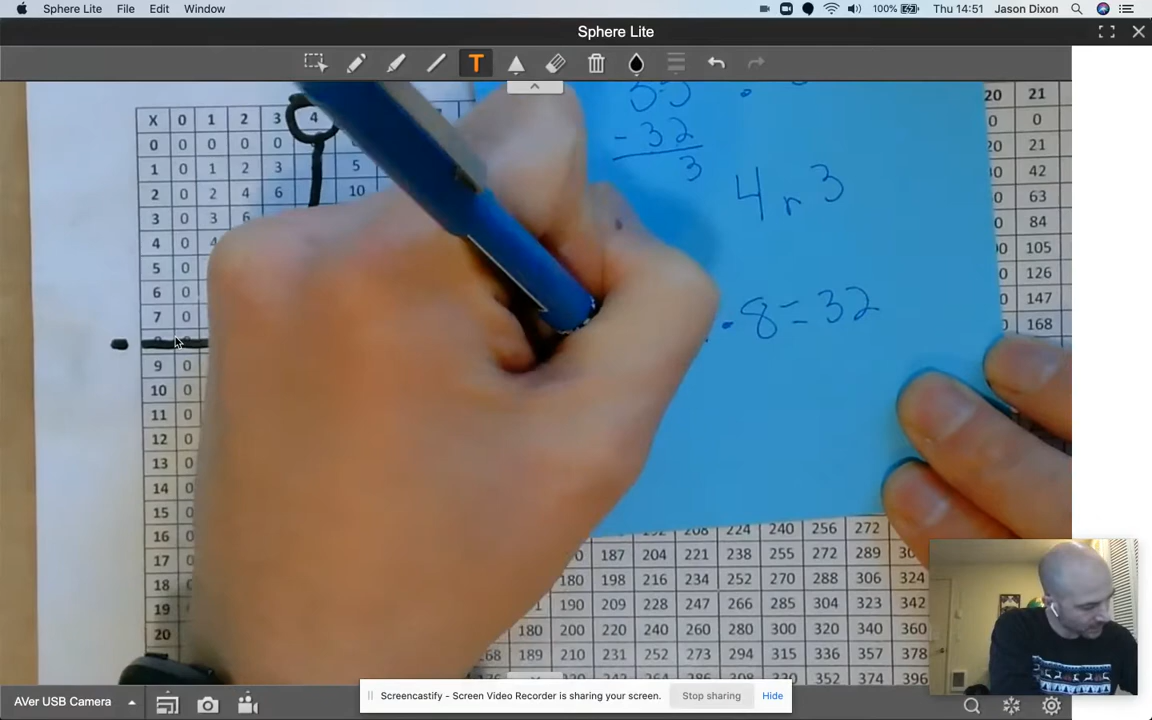 Sphere Lite File Edit Window 100% Thu 14:51 Jason Dixon
Sphere Lite
T
X 0 1 2 3 4
0 0 0 0 0
1 0 1 2 3 5
2 0 2 4 6 10
3 0 3 6
4 0
5 0
6 0
7 0
9 0
10 0
11 0
12 0
13 0
14 0
15 0
16 0
17 0
18
19
20
35
- 32
3
4 r 3
· 8 = 32
20 21
0 0
20 21
42
63
84
105
126
147
168
208 224 240 256 272
187 204 221 238 255 272 289
180 198 216 234 252 270 288 306 324
190 209 228 247 266 285 304 323 342
180 200 220 240 260 280 300 320 340 360
189 210 231 252 273 294 315 336 357 378
352 374 396
AVer USB Camera
Screencastify - Screen Video Recorder is sharing your screen. Stop sharing Hide